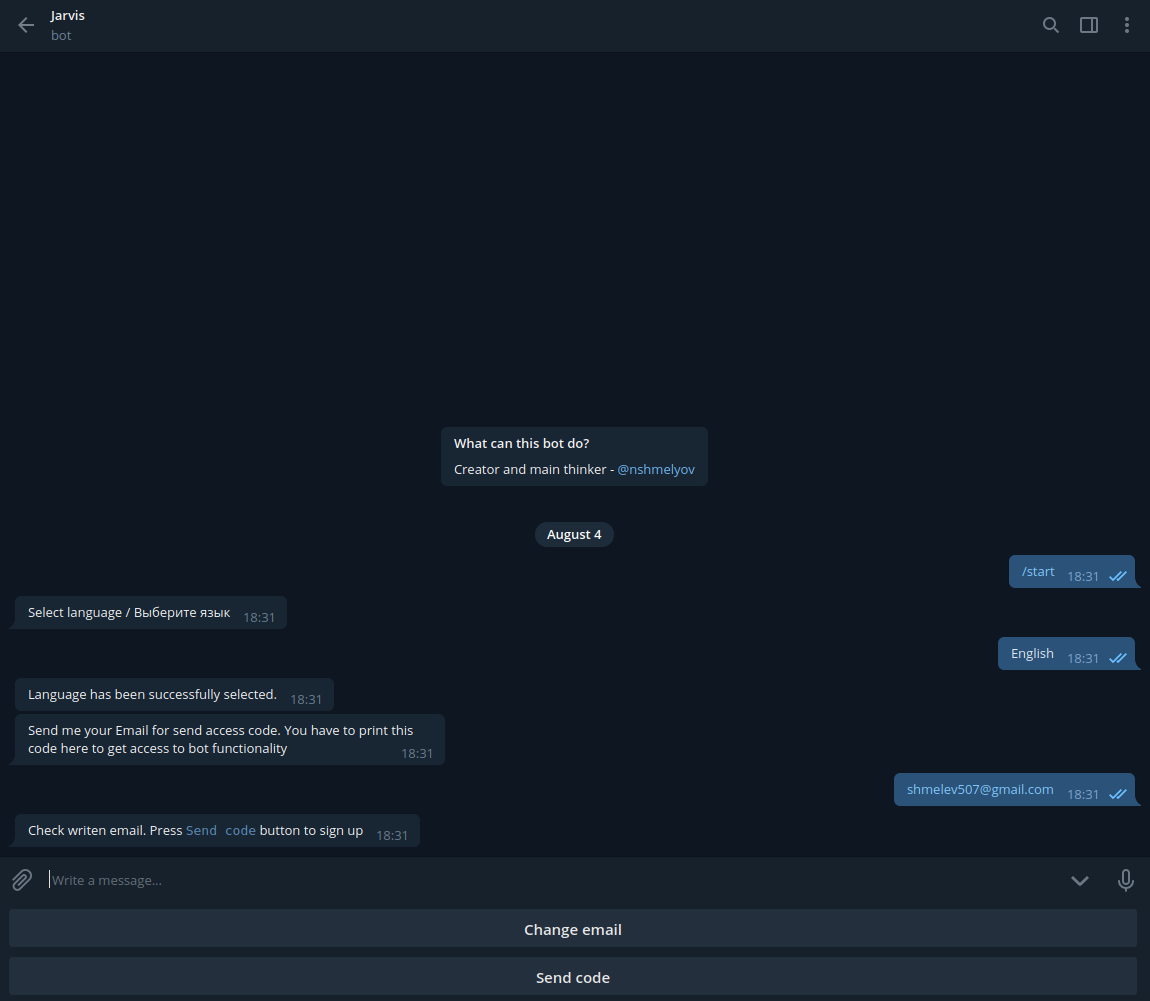 Jarvis
bot
What can this bot do?
Creator and main thinker - @nshmelyov
August 4
/start 18:31
Select language / Выберите язык 18:31
English 18:31
Language has been successfully selected. 18:31
Send me your Email for send access code. You have to print this
code here to get access to bot functionality 18:31
shmelev507@gmail.com 18:31
Check writen email. Press Send code button to sign up 18:31
Write a message...
Change email
Send code